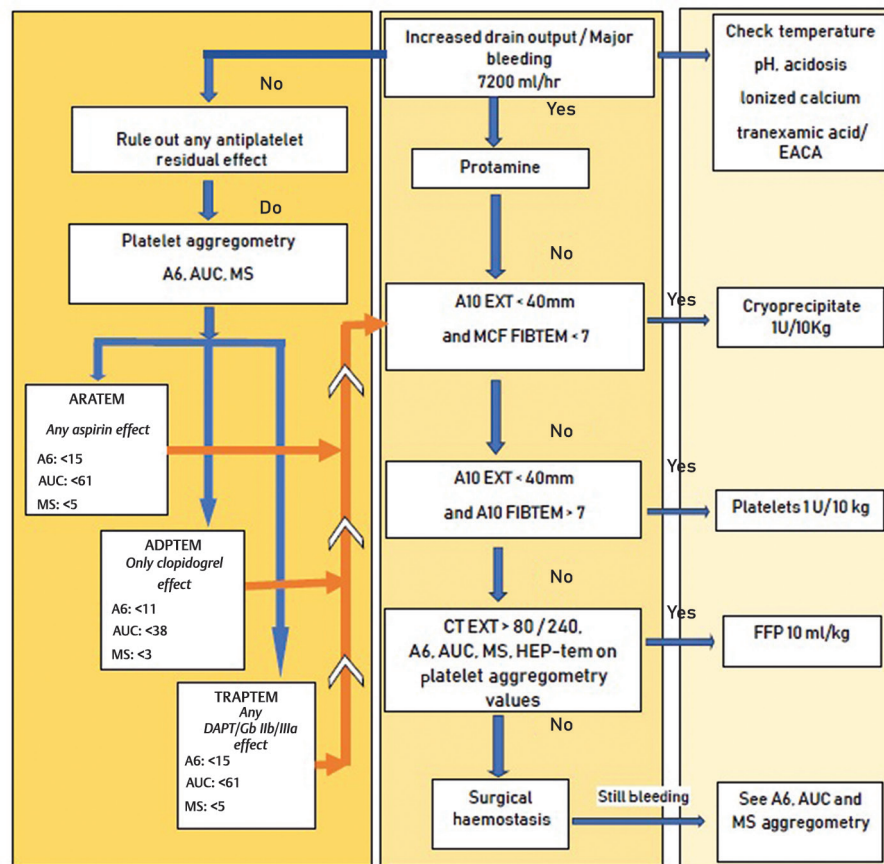 Increased drain output / Major
bleeding
7200 ml/hr
Check temperature
pH, acidosis
Ionized calcium
tranexamic acid/
EACA
No
Yes
Rule out any antiplatelet
residual effect
Protamine
Do
No
Platelet aggregometry
A6, AUC, MS
A10 EXT < 40mm
and MCF FIBTEM < 7
Yes
Cryoprecipitate
1U/10Kg
ARATEM
Any aspirin effect
A6: <15
AUC: <61
MS: <5
No
A10 EXT < 40mm
and A10 FIBTEM > 7
Yes
Platelets 1 U/10 kg
ADPTEM
Only clopidogrel
effect
A6: <11
AUC: <38
MS: <3
No
CT EXT > 80 / 240,
A6, AUC, MS, HEP-tem on
platelet aggregometry
values
Yes
FFP 10 ml/kg
TRAPTEM
Any
DAPT/Gb IIb/IIIa
effect
A6: <15
AUC: <61
MS: <5
No
Surgical
haemostasis
Still bleeding
See A6, AUC and
MS aggregometry